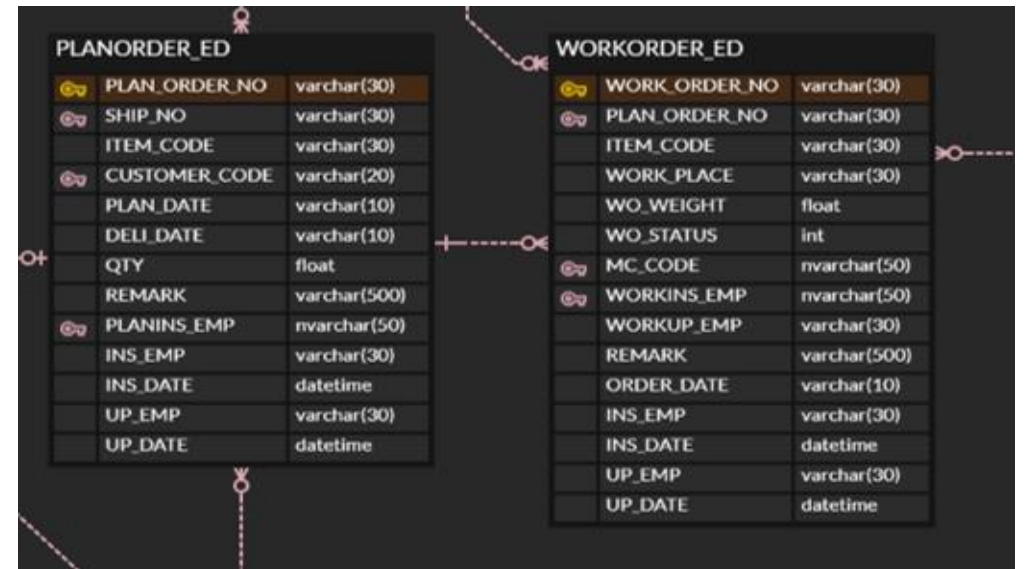 PLANORDER_ED
PLAN_ORDER_NO varchar(30)
SHIP_NO varchar(30)
ITEM_CODE varchar(30)
CUSTOMER_CODE varchar(20)
PLAN_DATE varchar(10)
DELI_DATE varchar(10)
QTY float
REMARK varchar(500)
PLANINS_EMP nvarchar(50)
INS_EMP varchar(30)
INS_DATE datetime
UP_EMP varchar(30)
UP_DATE datetime
WORKORDER_ED
WORK_ORDER_NO varchar(30)
PLAN_ORDER_NO varchar(30)
ITEM_CODE varchar(30)
WORK_PLACE varchar(30)
WO_WEIGHT float
WO_STATUS int
MC_CODE nvarchar(50)
WORKINS_EMP nvarchar(50)
WORKUP_EMP varchar(30)
REMARK varchar(500)
ORDER_DATE varchar(10)
INS_EMP varchar(30)
INS_DATE datetime
UP_EMP varchar(30)
UP_DATE datetime